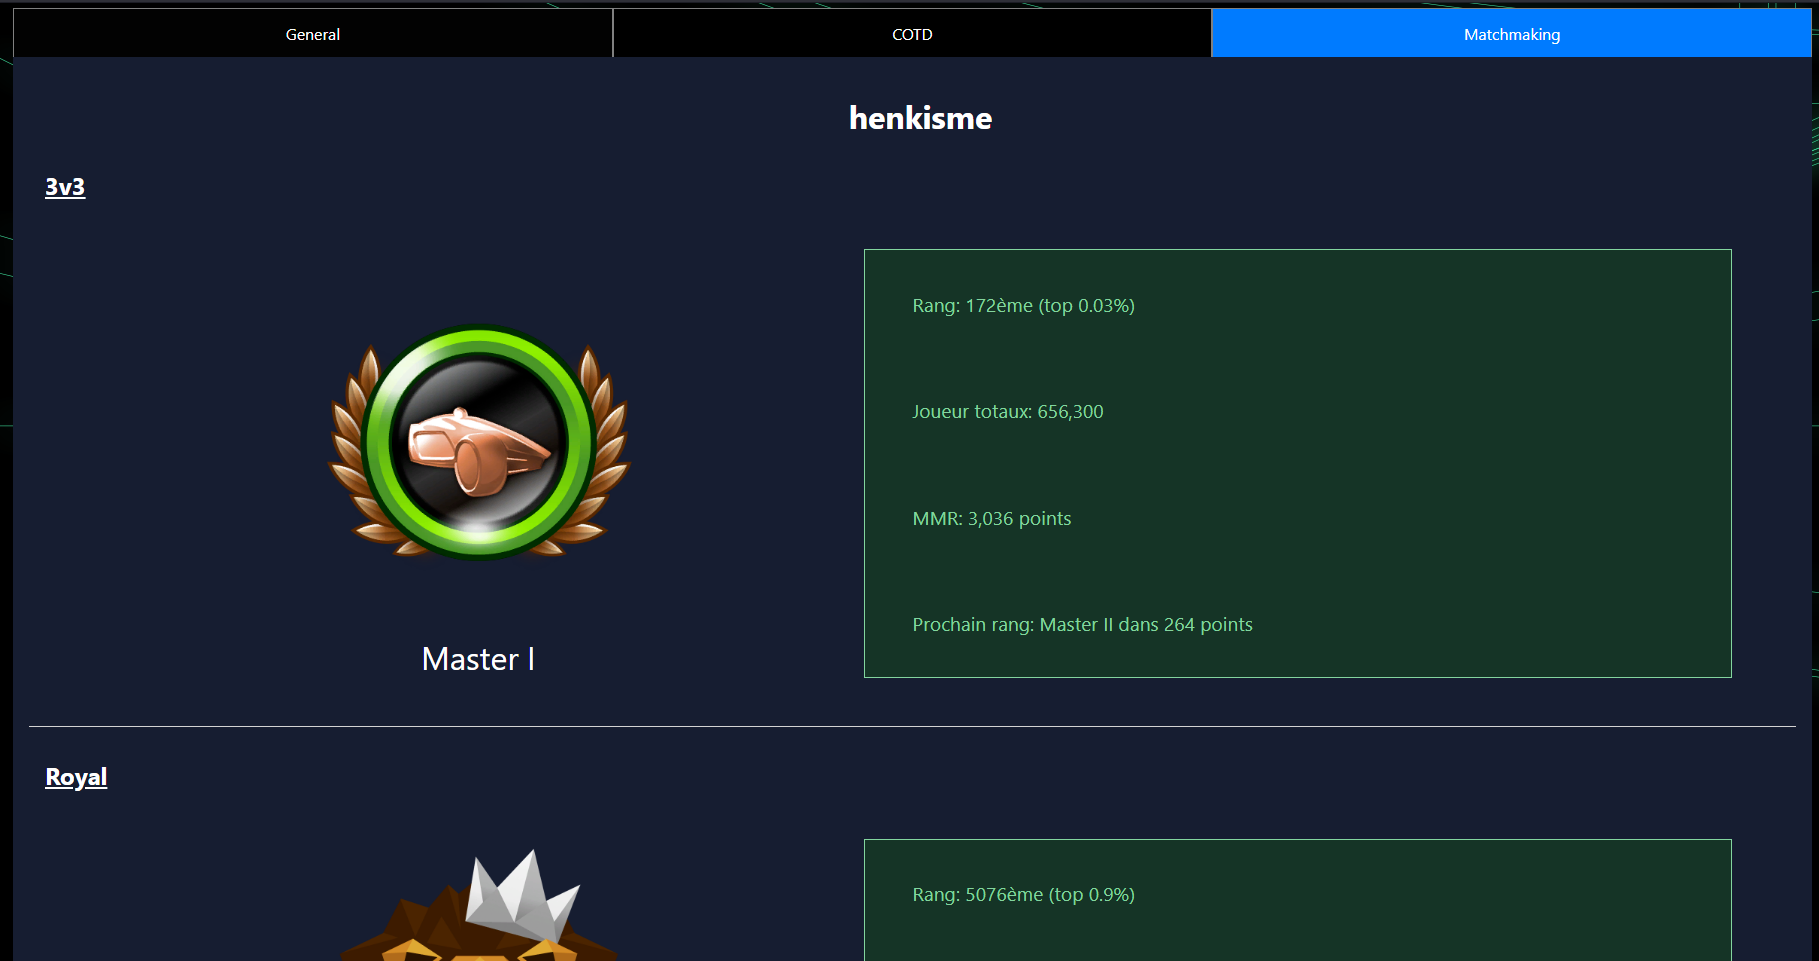 General
COTD
Matchmaking
henkisme
3v3
Rang: 172ème (top 0.03%)
Joueur totaux: 656,300
MMR: 3,036 points
Prochain rang: Master II dans 264 points
Master I
Royal
Rang: 5076ème (top 0.9%)